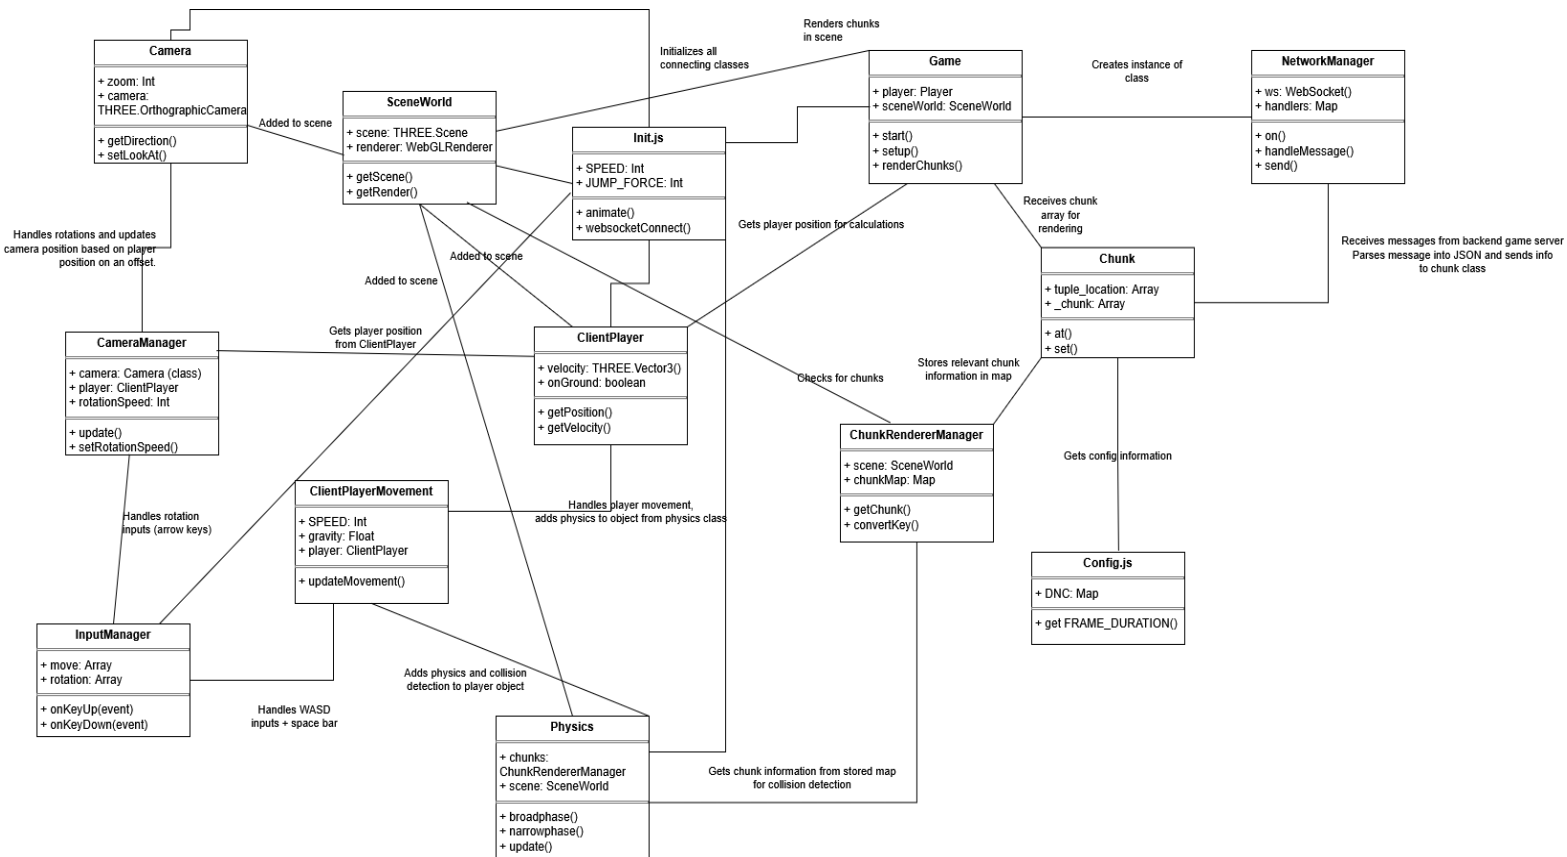 Camera
+ zoom: Int
+ camera:
THREE.OrthographicCamera
+ getDirection()
+ setLookAt()
Added to scene
SceneWorld
+ scene: THREE.Scene
+ renderer: WebGLRenderer
+ getScene()
+ getRender()
Initializes all
connecting classes
Renders chunks
in scene
Init.js
+ SPEED: Int
+ JUMP_FORCE: Int
+ animate()
+ websocketConnect()
Game
+ player: Player
+ sceneWorld: SceneWorld
+ start()
+ setup()
+ renderChunks()
Creates instance of
class
NetworkManager
+ ws: WebSocket()
+ handlers: Map
+ on()
+ handleMessage()
+ send()
Handles rotations and updates
camera position based on player
position on an offset.
Added to scene
Added to scene
Gets player position for calculations
Receives chunk
array for
rendering
Chunk
+ tuple_location: Array
+ _chunk: Array
+ at()
+ set()
Receives messages from backend game server
Parses message into JSON and sends info
to chunk class
CameraManager
+ camera: Camera (class)
+ player: ClientPlayer
+ rotationSpeed: Int
+ update()
+ setRotationSpeed()
Gets player position
from ClientPlayer
ClientPlayer
+ velocity: THREE.Vector3()
+ onGround: boolean
+ getPosition()
+ getVelocity()
Checks for chunks
Stores relevant chunk
information in map
ChunkRendererManager
+ scene: SceneWorld
+ chunkMap: Map
+ getChunk()
+ convertKey()
Gets config information
Handles rotation
inputs (arrow keys)
ClientPlayerMovement
+ SPEED: Int
+ gravity: Float
+ player: ClientPlayer
+ updateMovement()
Handles player movement,
adds physics to object from physics class
Config.js
+ DNC: Map
+ get FRAME_DURATION()
InputManager
+ move: Array
+ rotation: Array
+ onKeyUp(event)
+ onKeyDown(event)
Handles WASD
inputs + space bar
Adds physics and collision
detection to player object
Physics
+ chunks:
ChunkRendererManager
+ scene: SceneWorld
+ broadphase()
+ narrowphase()
+ update()
Gets chunk information from stored map
for collision detection